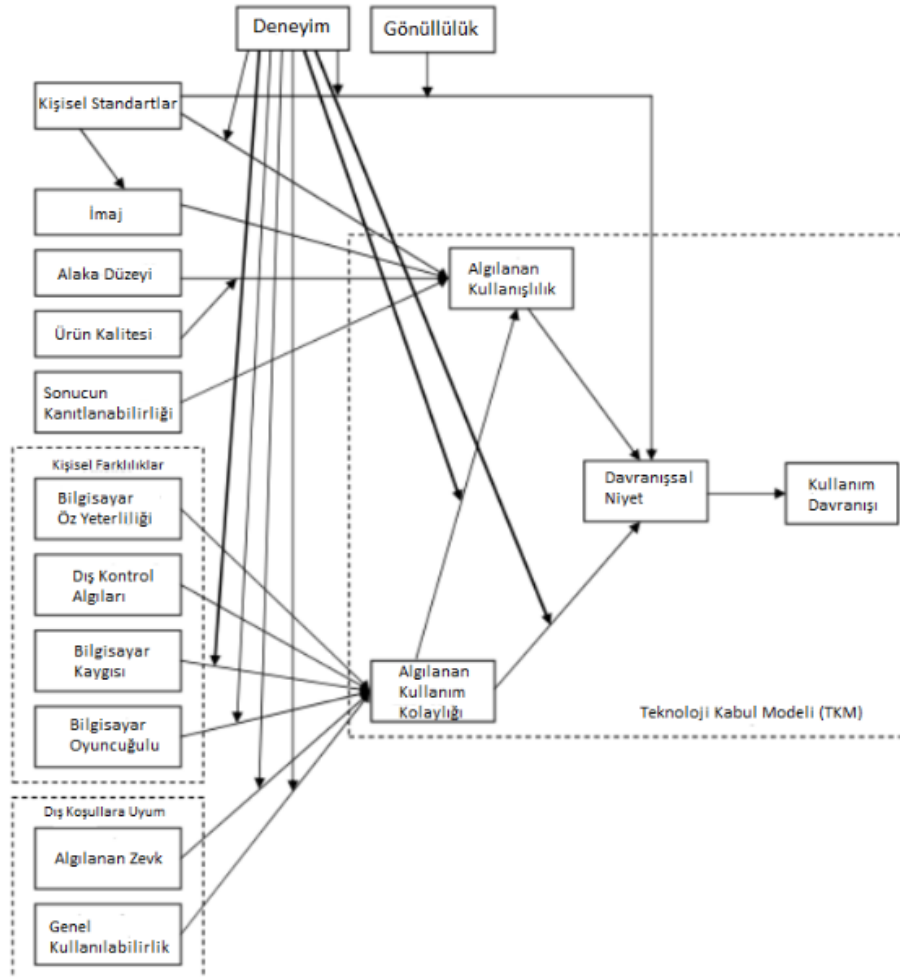 Deneyim
Gönüllülük
Kişisel Standartlar
İmaj
Alaka Düzeyi
Ürün Kalitesi
Sonucun
Kanıtlanabilirliği
Algılanan
Kullanışlılık
Kişisel Farklılıklar
Bilgisayar
Öz Yeterliliği
Dış Kontrol
Algıları
Bilgisayar
Kaygısı
Bilgisayar
Oyuncuğulu
Davranışsal
Niyet
Kullanım
Davranışı
Algılanan
Kullanım
Kolaylığı
Teknoloji Kabul Modeli (TKM)
Dış Koşullara Uyum
Algılanan Zevk
Genel
Kullanılabilirlik